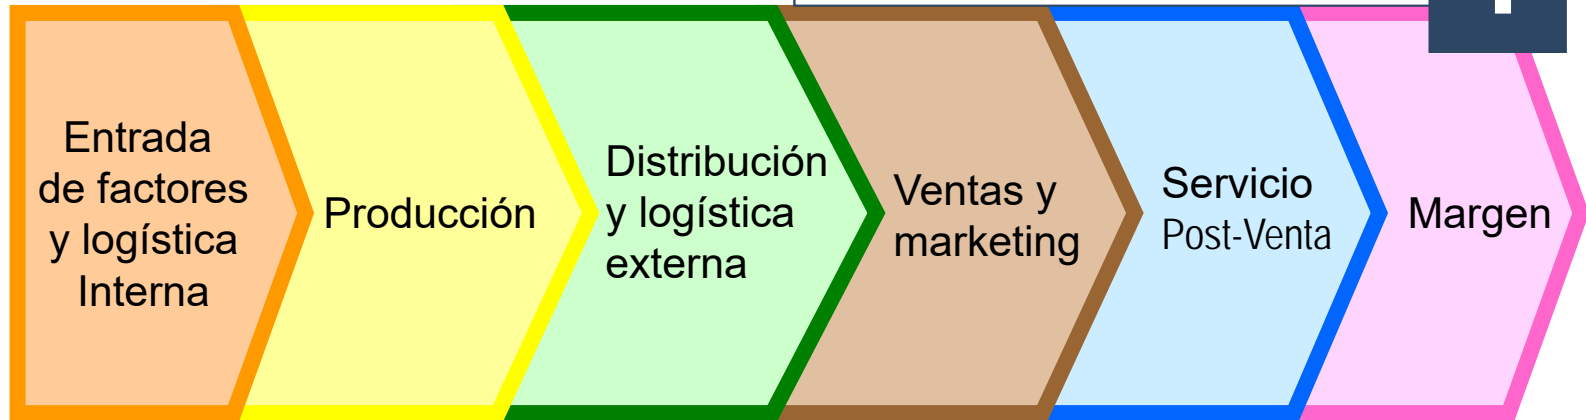 Entrada
de factores
y logística
Interna
Producción
Distribución
y logística
externa
Ventas y
marketing
Servicio
Post-Venta
Margen